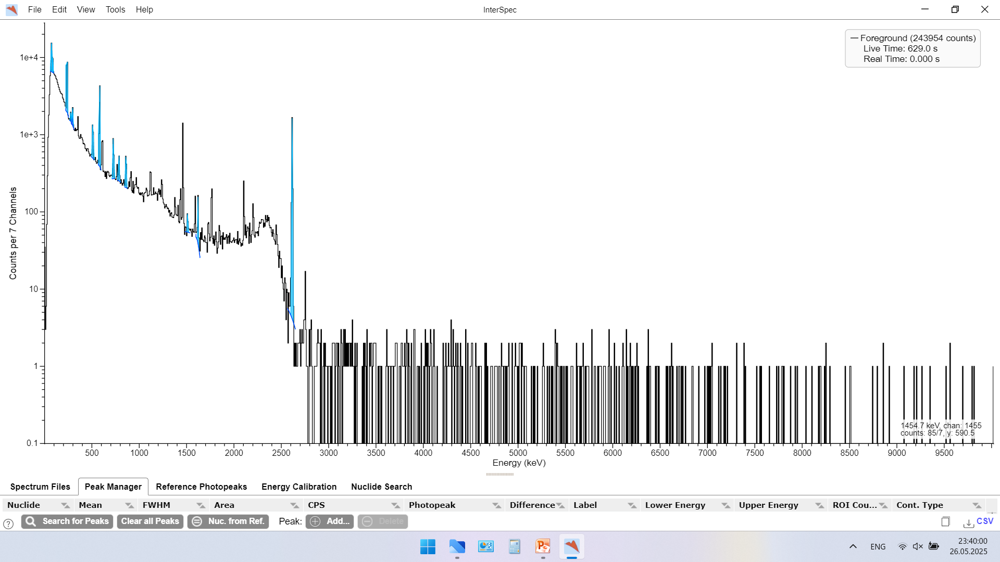 File Edit View Tools Help
InterSpec
Foreground (243954 counts)
Live Time: 629.0 s
Real Time: 0.000 s
Counts per 7 Channels
1e+4
1e+3
100
10
1
0.1
500 1000 1500 2000 2500 3000 3500 4000 4500 5000 5500 6000 6500 7000 7500 8000 8500 9000 9500
Energy (keV)
1454.7 keV, chan: 1455
counts: 85/7, y: 590.5
Spectrum Files Peak Manager Reference Photopeaks Energy Calibration Nuclide Search
Nuclide Mean FWHM Area CPS Photopeak Difference Label Lower Energy Upper Energy ROI Cou... Cont. Type
? Search for Peaks Clear all Peaks Nuc. from Ref. Peak: Add... Delete CSV
ENG
23:40:00
26.05.2025